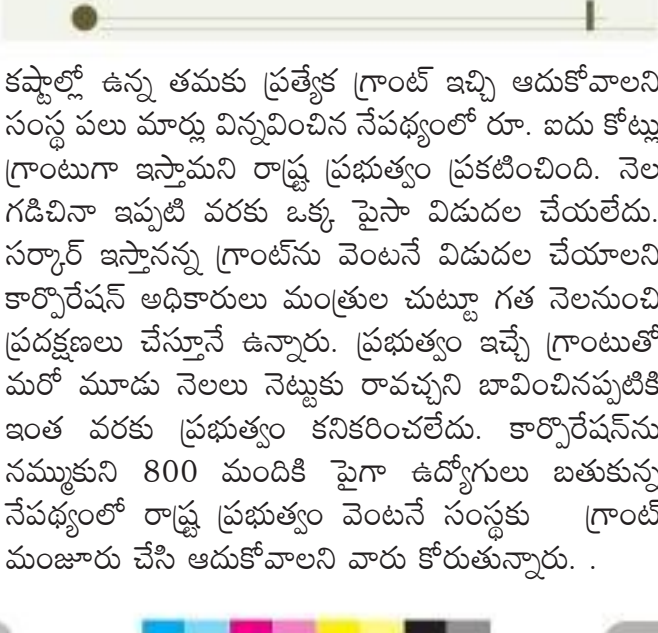 కష్టాల్లో ఉన్న తమకు ప్రత్యేక గ్రాంట్ ఇచ్చి ఆదుకోవాలని
సంస్థ పలు మార్లు విన్నవించిన నేపథ్యంలో రూ. ఐదు కోట్లు
గ్రాంటుగా ఇస్తామని రాష్ట్ర ప్రభుత్వం ప్రకటించింది. నెల
గడిచినా ఇప్పటి వరకు ఒక్క పైసా విడుదల చేయలేదు.
సర్కార్ ఇస్తానన్న గ్రాంట్‌ను వెంటనే విడుదల చేయాలని
కార్పొరేషన్ అధికారులు మంత్రుల చుట్టూ గత నెలనుంచి
ప్రదక్షణలు చేస్తూనే ఉన్నారు. ప్రభుత్వం ఇచ్చే గ్రాంటుతో
మరో మూడు నెలలు నెట్టుకు రావచ్చని బావించినప్పటికి
ఇంత వరకు ప్రభుత్వం కనికరించలేదు. కార్పొరేషన్‌ను
నమ్ముకుని 800 మందికి పైగా ఉద్యోగులు బతుకున్న
నేపథ్యంలో రాష్ట్ర ప్రభుత్వం వెంటనే సంస్థకు గ్రాంట్
మంజూరు చేసి ఆదుకోవాలని వారు కోరుతున్నారు. .